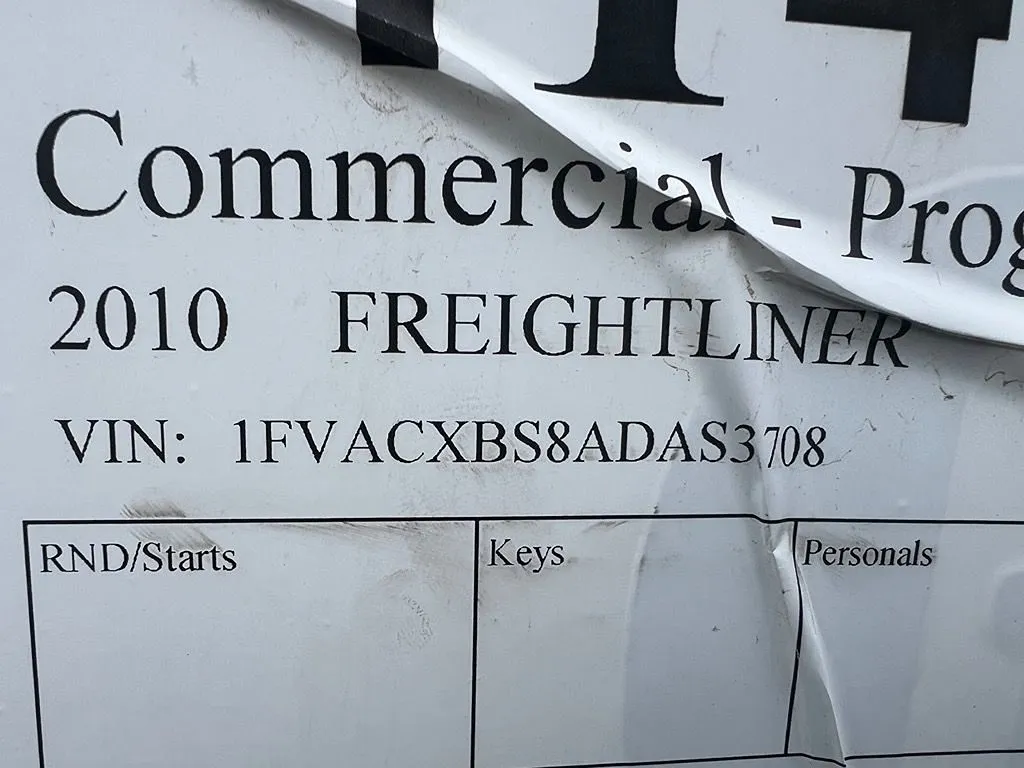 Commercial - Prog
2010 FREIGHTLINER
VIN: 1FVACXBS8ADAS3708
RND/Starts Keys Personals